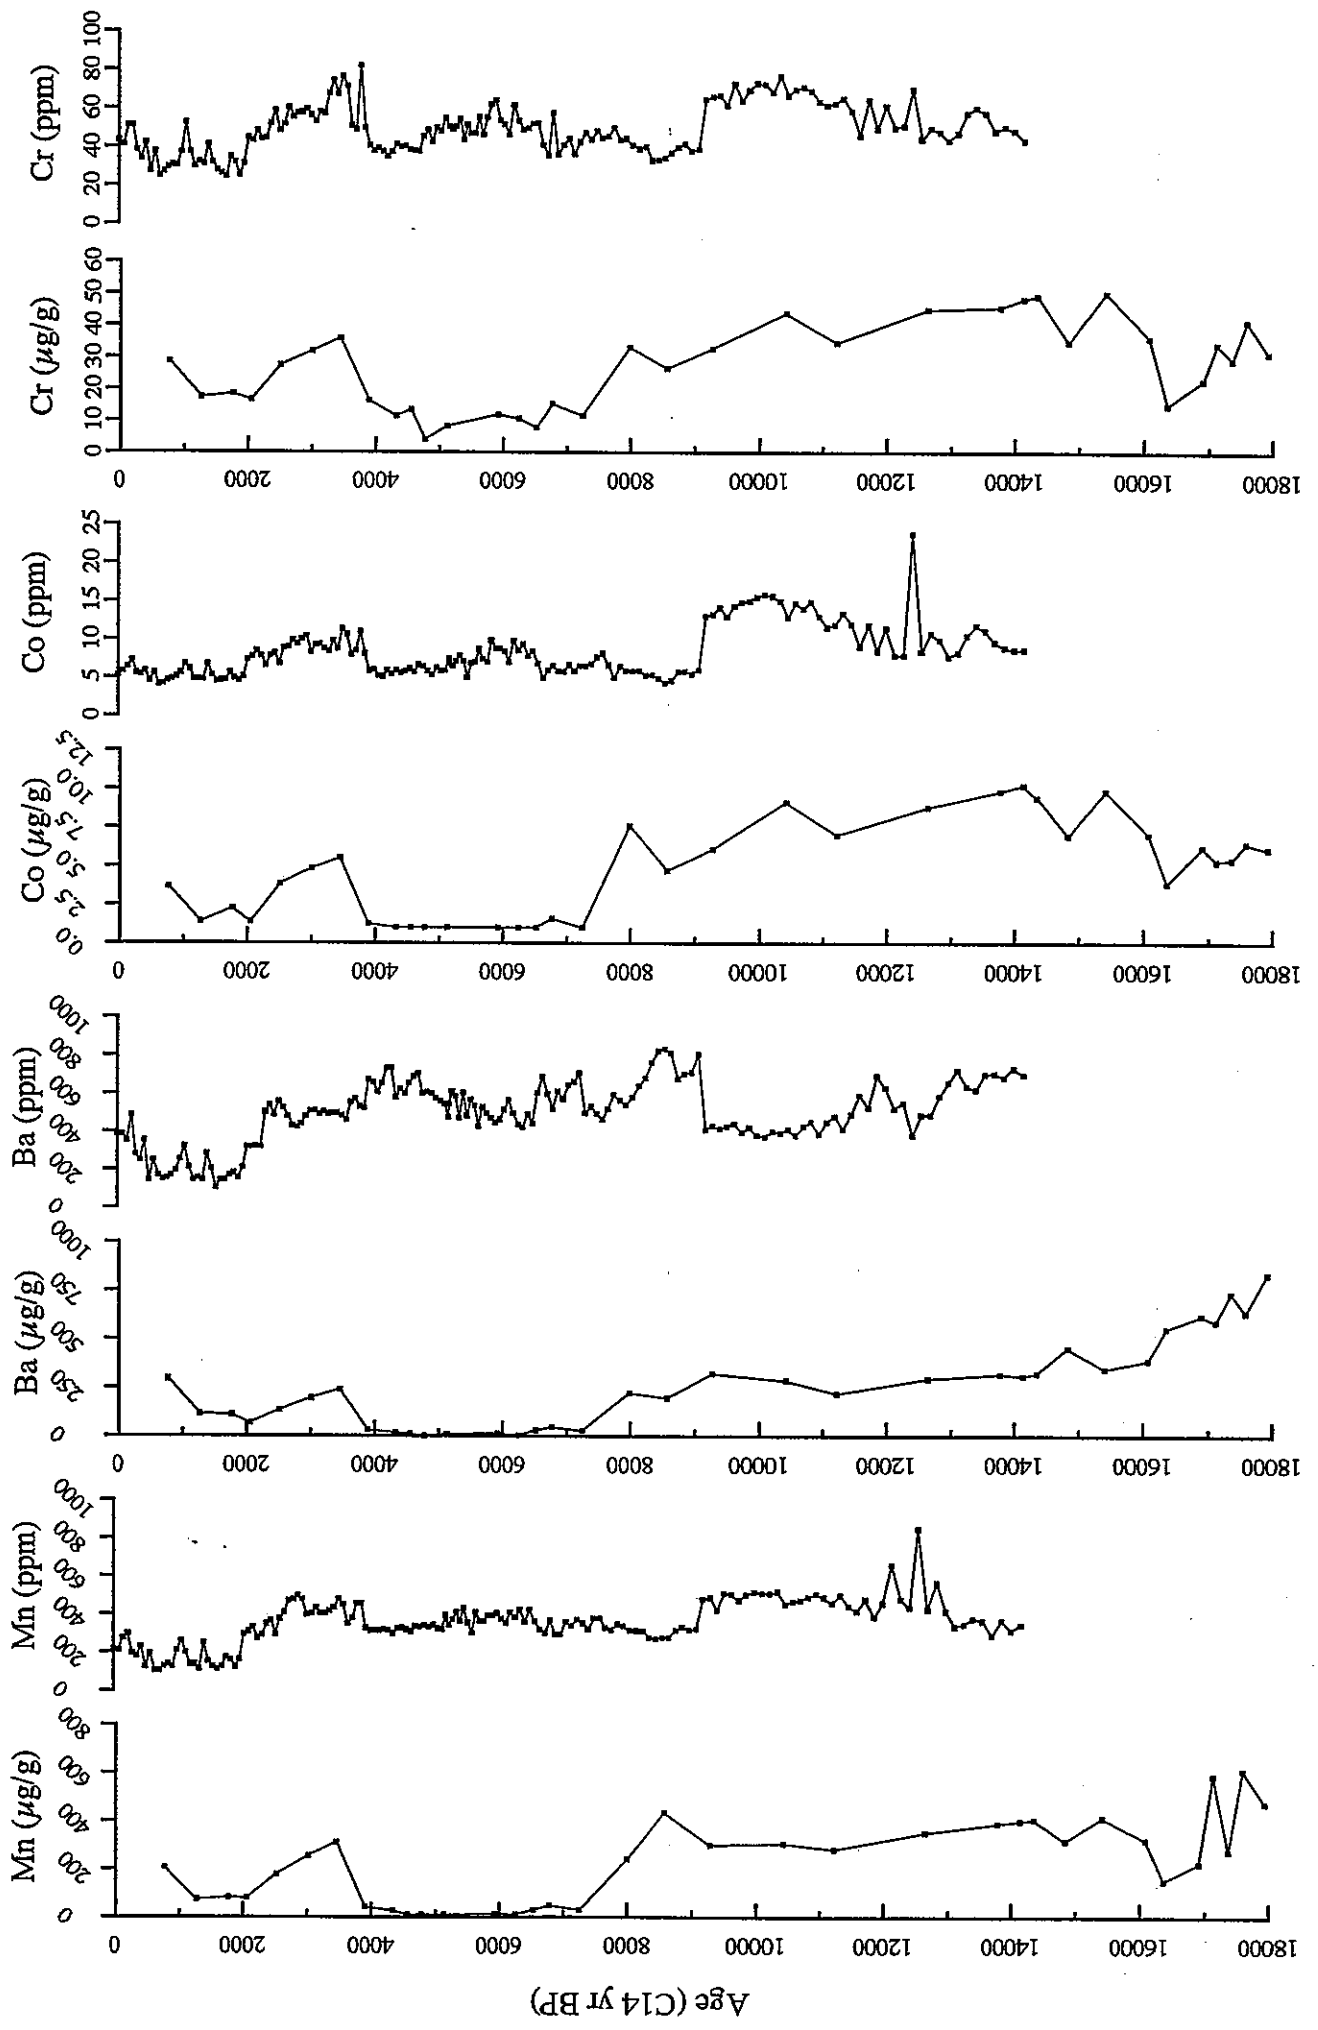 Cr (ppm)
0 20 40 60 80 100
Cr (µg/g)
0 10 20 30 40 50 60
0 2000 4000 6000 8000 10000 12000 14000 16000 18000
Co (ppm)
0 5 10 15 20 25
Co (µg/g)
0.0 2.5 5.0 7.5 10.0 12.5
0 2000 4000 6000 8000 10000 12000 14000 16000 18000
Ba (ppm)
0 200 400 600 800 1000
Ba (µg/g)
0 250 500 750 1000
0 2000 4000 6000 8000 10000 12000 14000 16000 18000
Mn (ppm)
0 200 400 600 800 1000
Mn (µg/g)
0 200 400 600 800
0 2000 4000 6000 8000 10000 12000 14000 16000 18000
Age (C14 yr BP)